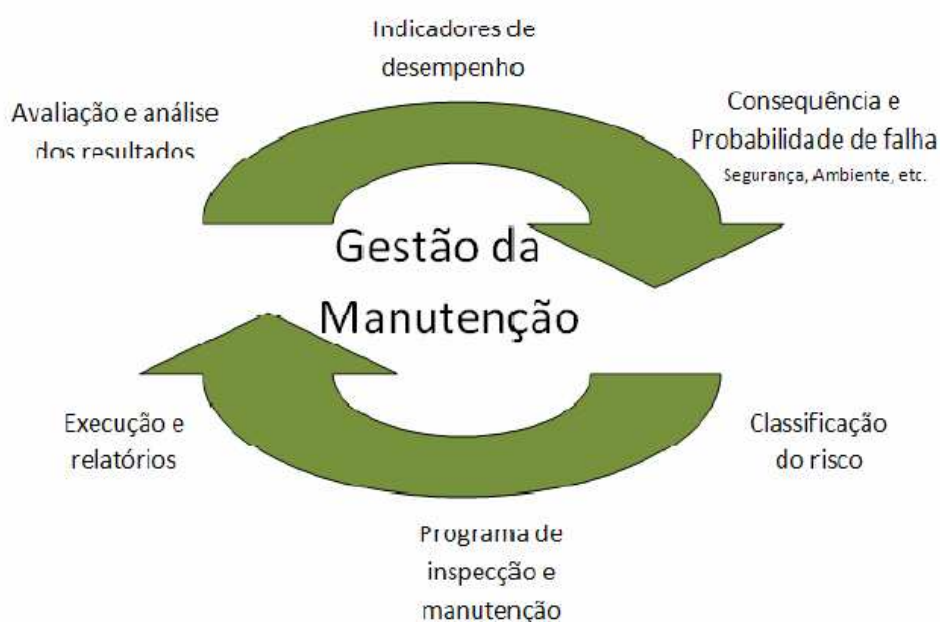 Indicadores de
desempenho
Avaliação e análise
dos resultados
Consequência e
Probabilidade de falha
Segurança, Ambiente, etc.
Gestão da
Manutenção
Execução e
relatórios
Classificação
do risco
Programa de
inspecção e
manutenção